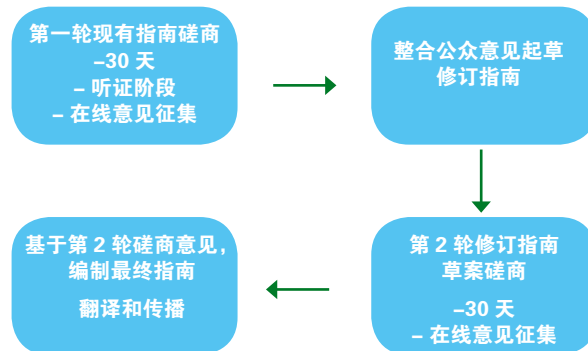 第一轮现有指南磋商
–30 天
– 听证阶段
– 在线意见征集
整合公众意见起草
修订指南
第 2 轮修订指南
草案磋商
–30 天
– 在线意见征集
基于第 2 轮磋商意见，
编制最终指南
翻译和传播